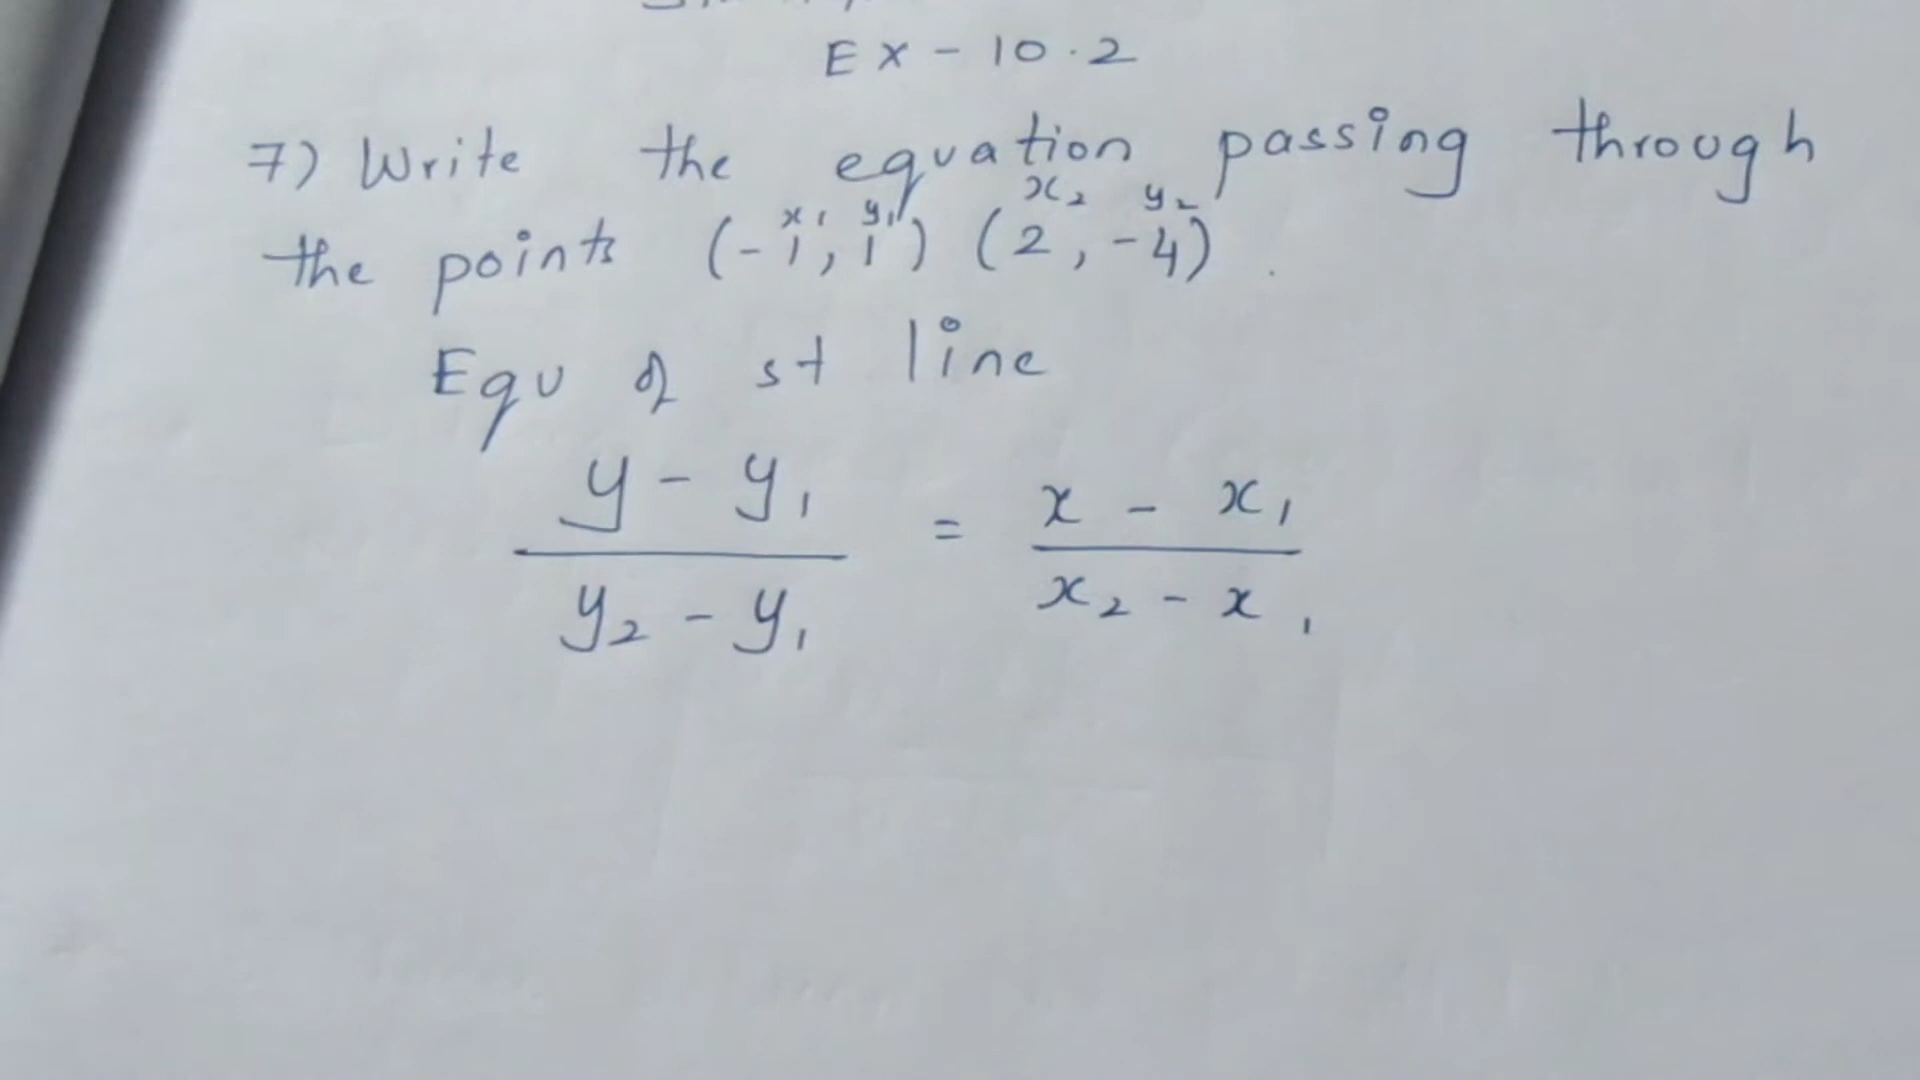 EX - 10.2
7) Write the equation passing through
x₁ y₁ x₂ y₂
the points (-1, 1) (2, -4).
Equ of st line
y - y₁ / y₂ - y₁ = x - x₁ / x₂ - x₁